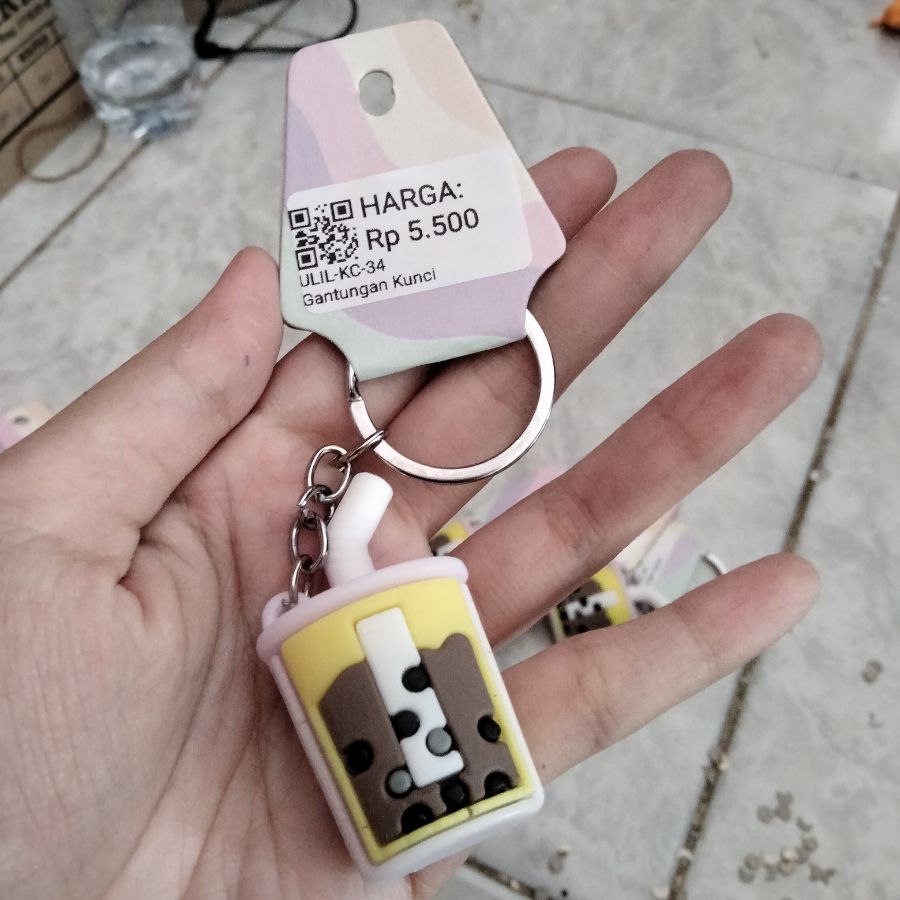 HARGA:
Rp 5.500
ULIL-KC-34
Gantungan Kunci